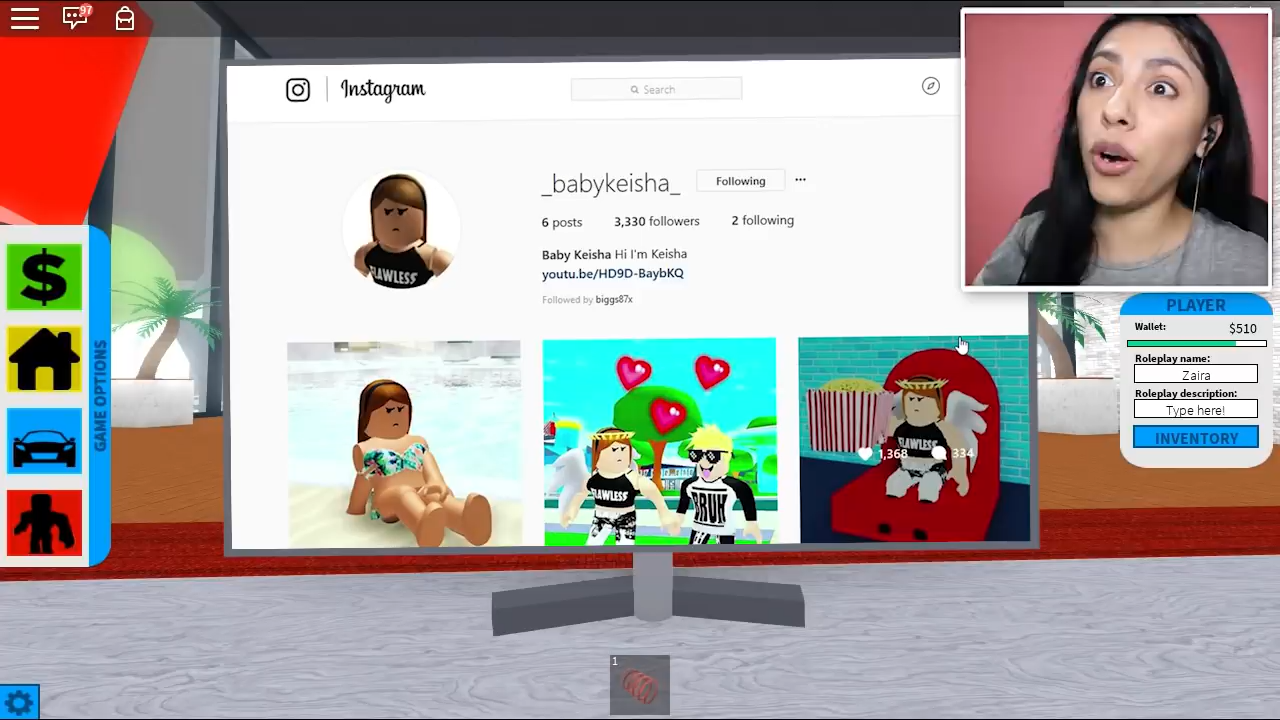 97
Instagram
Search
_babykeisha_
Following
6 posts
3,330 followers
2 following
Baby Keisha Hi I'm Keisha
youtu.be/HD9D-BaybKQ
Followed by biggs87x
FLAWLESS
FLAWLESS
BRUH
FLAWLESS
1,368
334
GAME OPTIONS
PLAYER
Wallet:
$510
Roleplay name:
Zaira
Roleplay description:
Type here!
INVENTORY
1